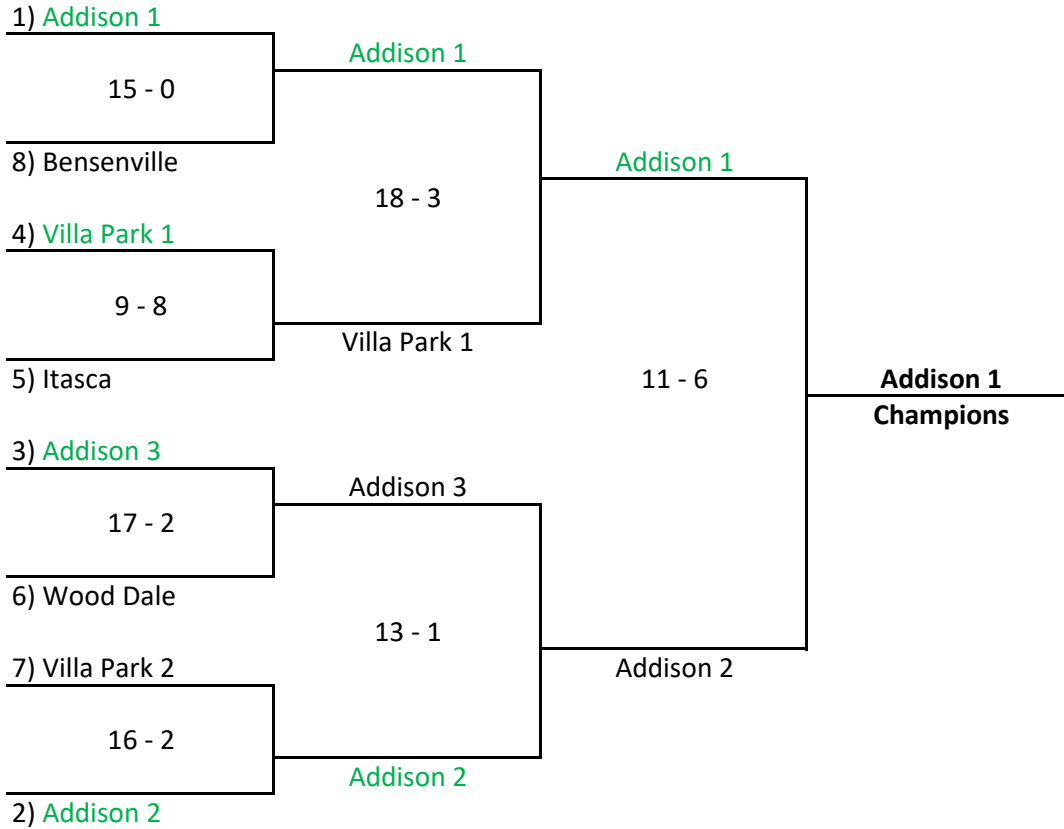 1) Addison 1
Addison 1
15 - 0
8) Bensenville
Addison 1
18 - 3
4) Villa Park 1
9 - 8
Villa Park 1
5) Itasca
11 - 6
Addison 1
Champions
3) Addison 3
Addison 3
17 - 2
6) Wood Dale
13 - 1
7) Villa Park 2
Addison 2
16 - 2
Addison 2
2) Addison 2